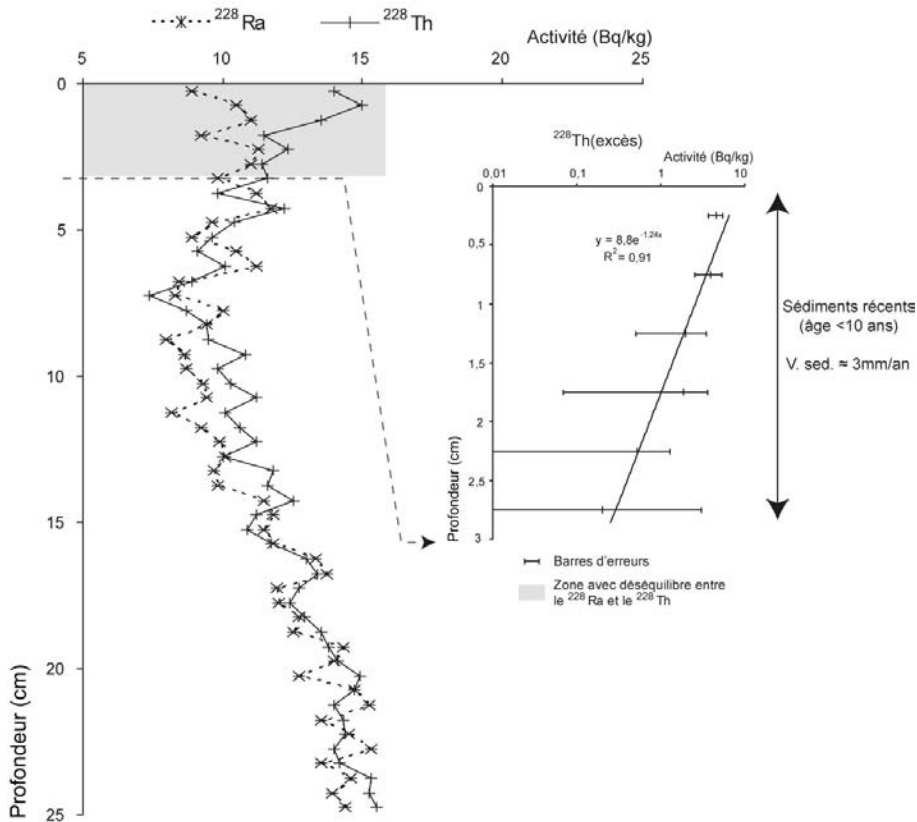 228Ra 228Th
Activité (Bq/kg)
5 10 15 20 25
0
5
10
15
20
25
Profondeur (cm)
228Th(excès)
Activité (Bq/kg)
0,01 0,1 1 10
0
0,5
1
1,5
2
2,5
3
Profondeur (cm)
y = 8,8e-1.24x
R2 = 0,91
Sédiments récents
(âge <10 ans)
V. sed. ≈ 3mm/an
Barres d'erreurs
Zone avec déséquilibre entre
le 228Ra et le 228Th